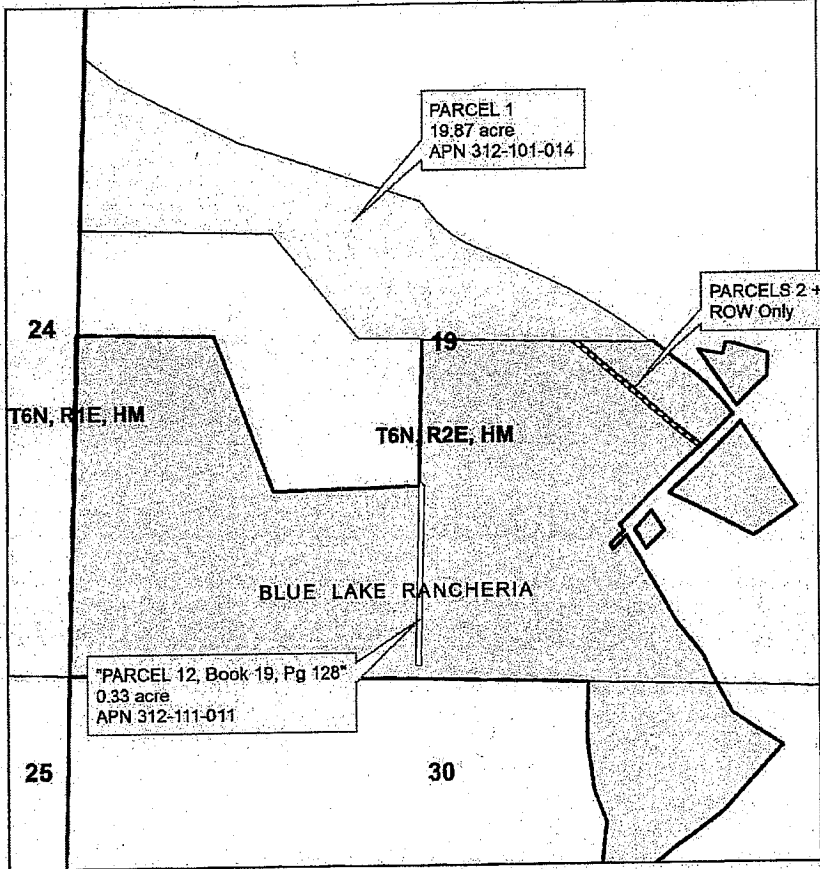 PARCEL 1
19.87 acre
APN 312-101-014
PARCELS 2 +
ROW Only
24
19
T6N, R1E, HM
T6N, R2E, HM
BLUE LAKE RANCHERIA
"PARCEL 12, Book 19, Pg 128"
0.33 acre
APN 312-111-011
25
30